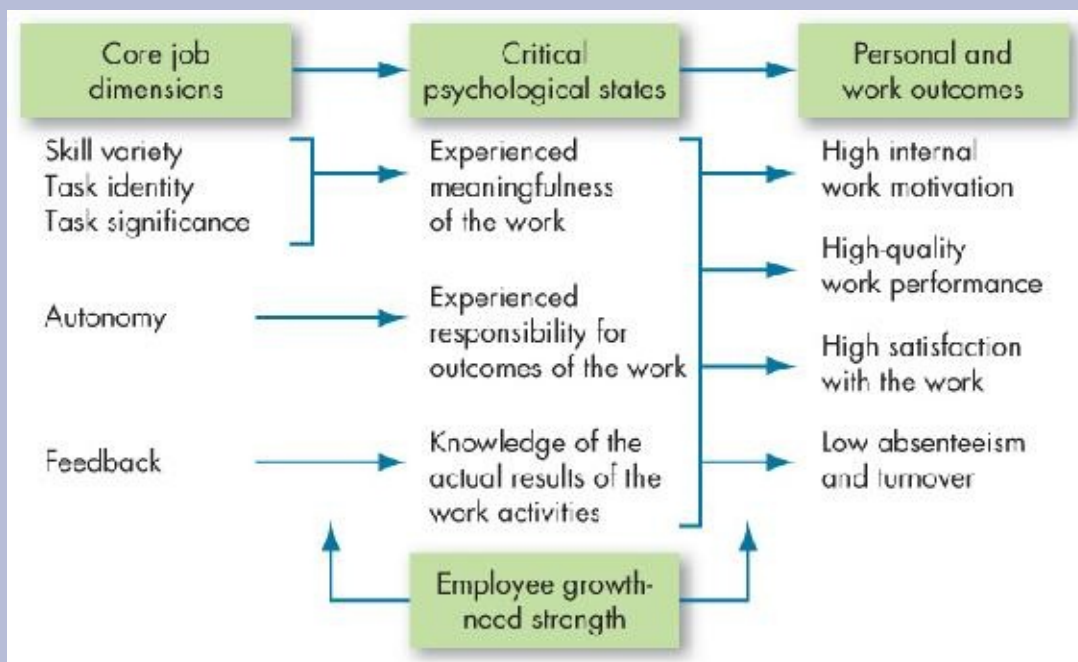 Core job
dimensions
Critical
psychological states
Personal and
work outcomes
Skill variety
Task identity
Task significance
Experienced
meaningfulness
of the work
High internal
work motivation
High-quality
work performance
Autonomy
Experienced
responsibility for
outcomes of the work
High satisfaction
with the work
Feedback
Knowledge of the
actual results of the
work activities
Low absenteeism
and turnover
Employee growth-
need strength